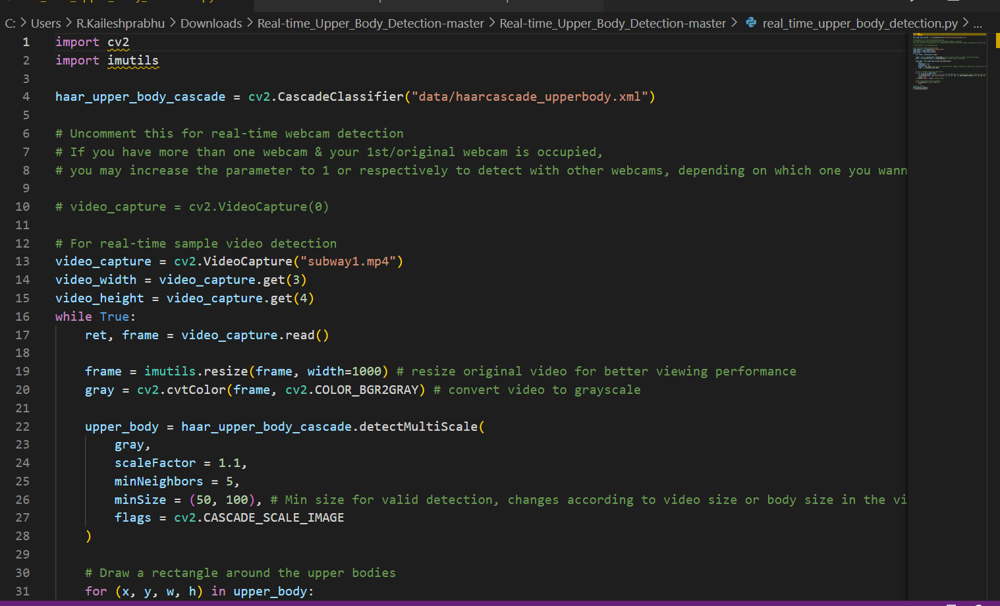 C: > Users > R.Kaileshprabhu > Downloads > Real-time_Upper_Body_Detection-master > Real-time_Upper_Body_Detection-master > real_time_upper_body_detection.py > ...
1 import cv2
2 import imutils
3
4 haar_upper_body_cascade = cv2.CascadeClassifier("data/haarcascade_upperbody.xml")
5
6 # Uncomment this for real-time webcam detection
7 # If you have more than one webcam & your 1st/original webcam is occupied,
8 # you may increase the parameter to 1 or respectively to detect with other webcams, depending on which one you wann
9
10 # video_capture = cv2.VideoCapture(0)
11
12 # For real-time sample video detection
13 video_capture = cv2.VideoCapture("subway1.mp4")
14 video_width = video_capture.get(3)
15 video_height = video_capture.get(4)
16 while True:
17     ret, frame = video_capture.read()
18
19     frame = imutils.resize(frame, width=1000) # resize original video for better viewing performance
20     gray = cv2.cvtColor(frame, cv2.COLOR_BGR2GRAY) # convert video to grayscale
21
22     upper_body = haar_upper_body_cascade.detectMultiScale(
23         gray,
24         scaleFactor = 1.1,
25         minNeighbors = 5,
26         minSize = (50, 100), # Min size for valid detection, changes according to video size or body size in the vi
27         flags = cv2.CASCADE_SCALE_IMAGE
28     )
29
30     # Draw a rectangle around the upper bodies
31     for (x, y, w, h) in upper_body: